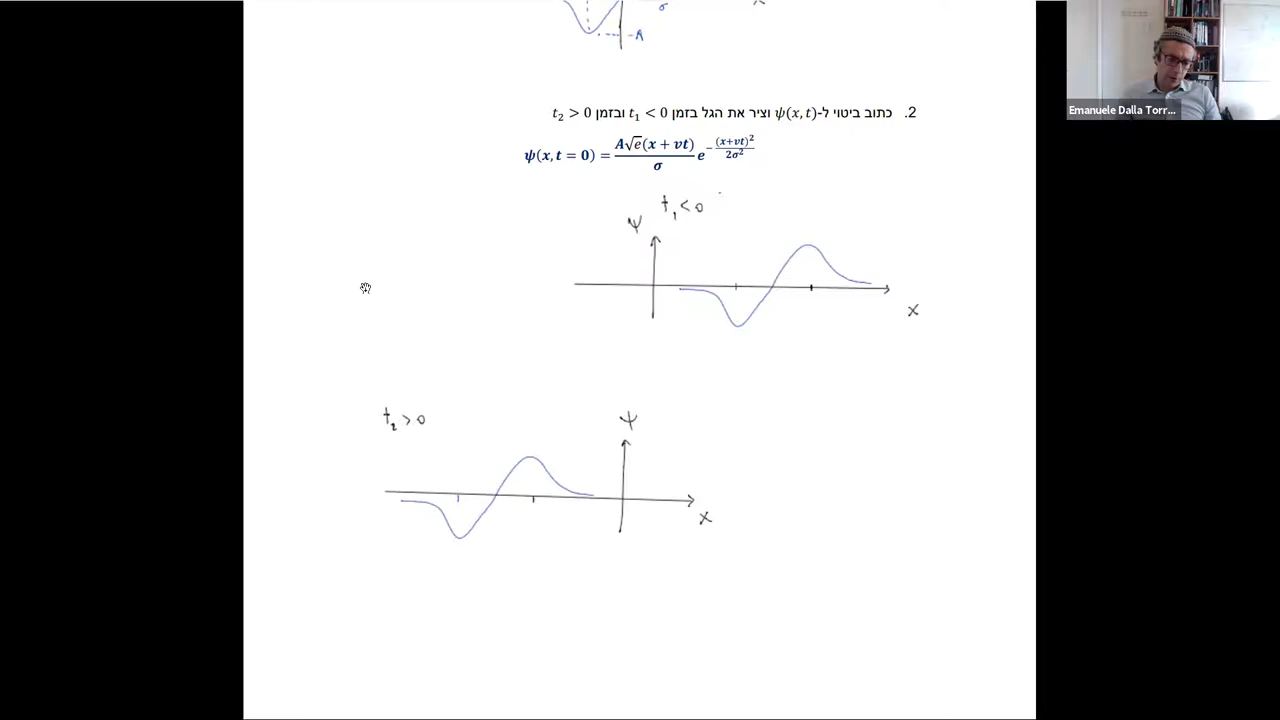 σ
-A
Emanuele Dalla Torr...
2. כתוב ביטוי ל-ψ(x, t) וצייר את הגל בזמן t₁ < 0 ובזמן t₂ > 0
ψ(x, t = 0) = A√e(x + vt)/σ e^−(x+vt)²/2σ²
t₁ < 0
ψ
x
t₂ > 0
ψ
x